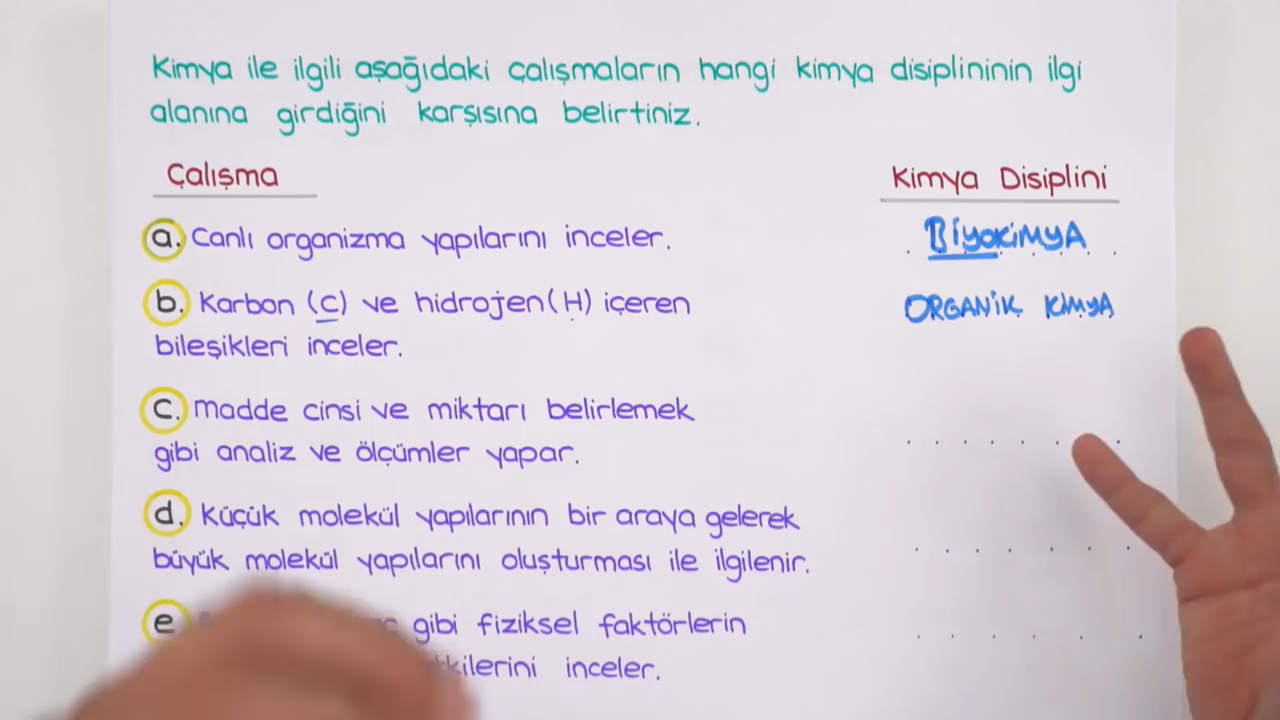 Kimya ile ilgili aşağıdaki çalışmaların hangi kimya disiplininin ilgi
alanına girdiğini karşısına belirtiniz.
Çalışma
Kimya Disiplini
a. Canlı organizma yapılarını inceler.
BİYOKİMYA
b. Karbon (C) ve hidrojen(H) içeren
ORGANİK KİMYA
bileşikleri inceler.
c. Madde cinsi ve miktarı belirlemek
gibi analiz ve ölçümler yapar.
d. Küçük molekül yapılarının bir araya gelerek
büyük molekül yapılarını oluşturması ile ilgilenir.
e gibi fiziksel faktörlerin
inceler.